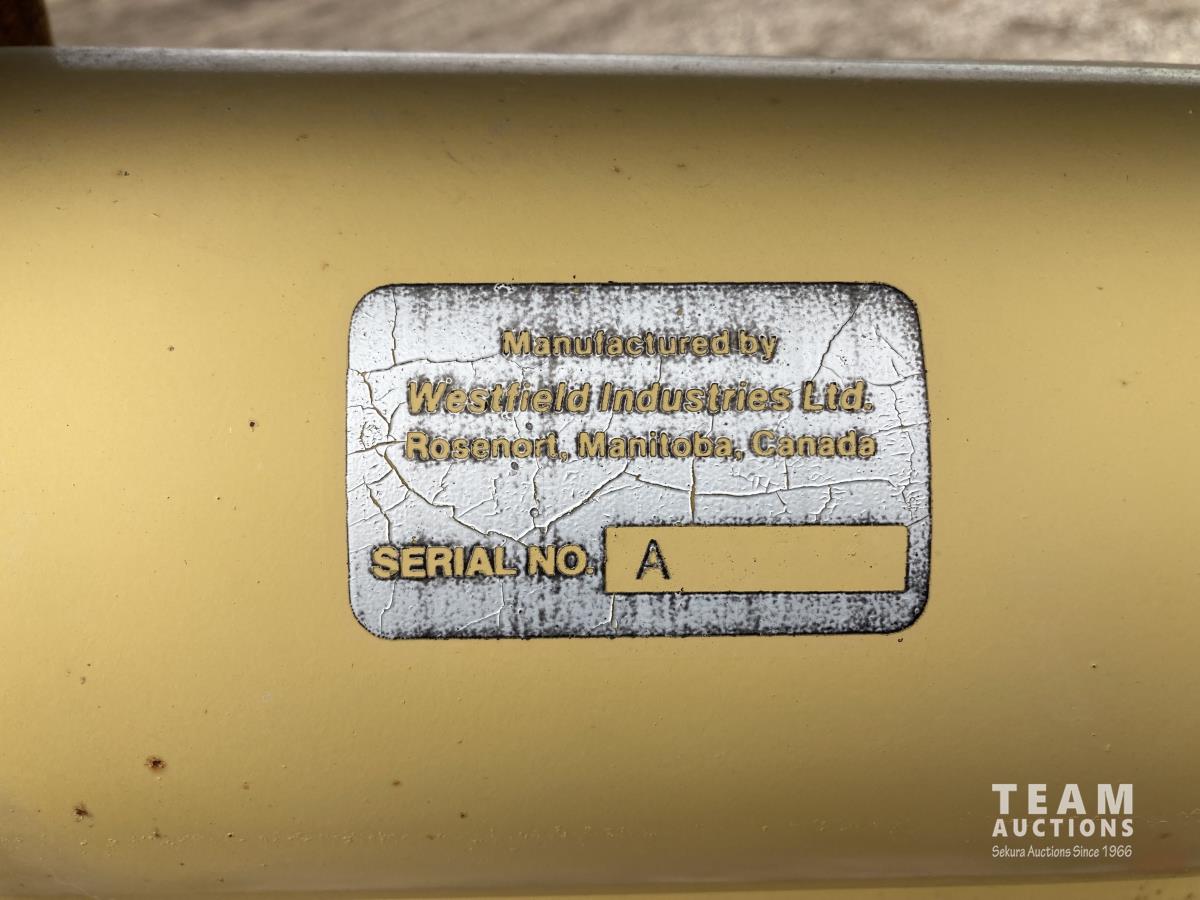 Manufactured by
Westfield Industries Ltd.
Rosenort, Manitoba, Canada
SERIAL NO. A
TEAM
AUCTIONS
Sekura Auctions Since 1966